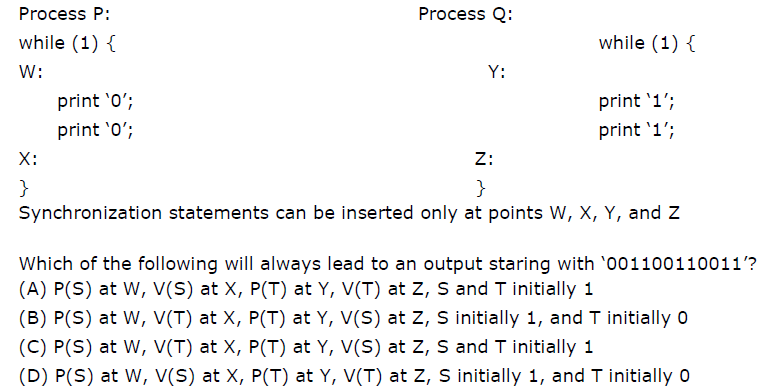 Process P: Process Q:
while (1) { while (1) {
W: Y:
print ‘0’; print ‘1’;
print ‘0’; print ‘1’;
X: Z:
} }
Synchronization statements can be inserted only at points W, X, Y, and Z
Which of the following will always lead to an output staring with ‘001100110011’?
(A) P(S) at W, V(S) at X, P(T) at Y, V(T) at Z, S and T initially 1
(B) P(S) at W, V(T) at X, P(T) at Y, V(S) at Z, S initially 1, and T initially 0
(C) P(S) at W, V(T) at X, P(T) at Y, V(S) at Z, S and T initially 1
(D) P(S) at W, V(S) at X, P(T) at Y, V(T) at Z, S initially 1, and T initially 0